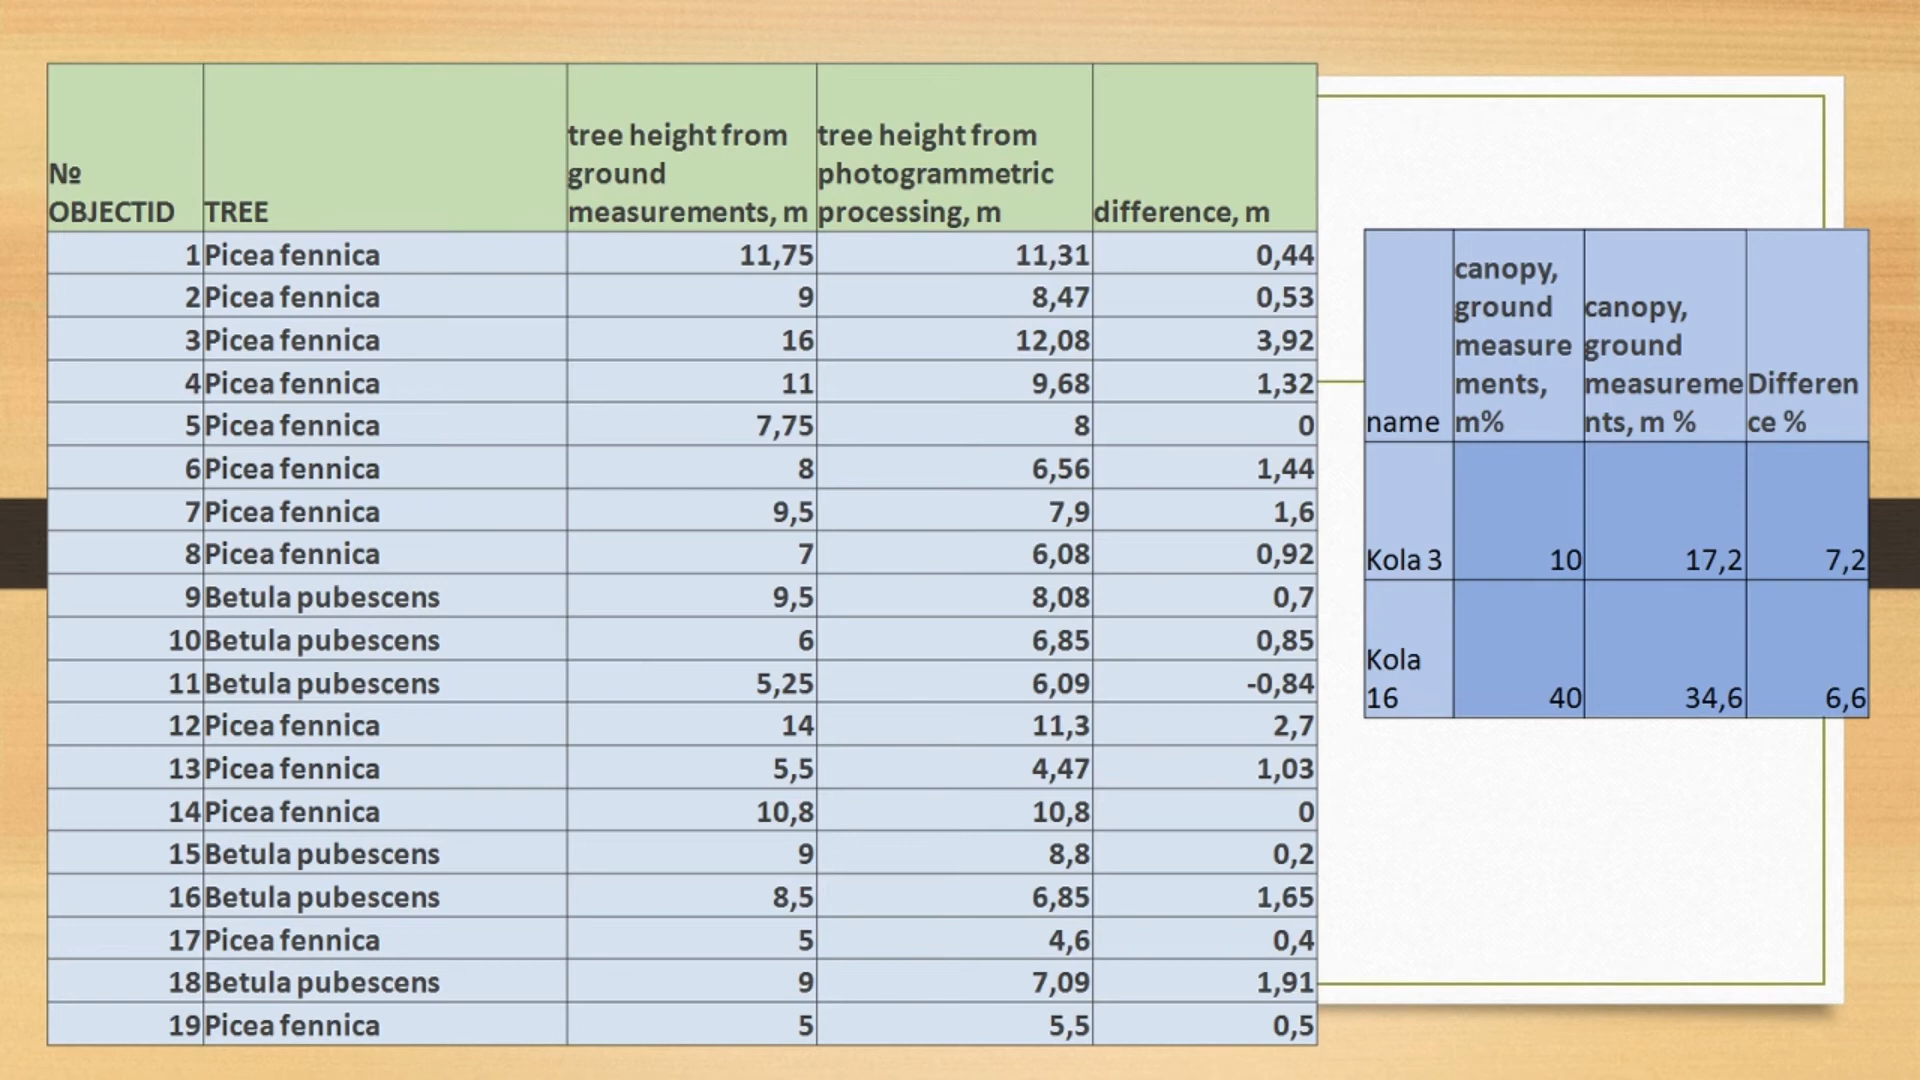 № OBJECTID TREE tree height from ground measurements, m tree height from photogrammetric processing, m difference, m
1 Picea fennica 11,75 11,31 0,44
2 Picea fennica 9 8,47 0,53
3 Picea fennica 16 12,08 3,92
4 Picea fennica 11 9,68 1,32
5 Picea fennica 7,75 8 0
6 Picea fennica 8 6,56 1,44
7 Picea fennica 9,5 7,9 1,6
8 Picea fennica 7 6,08 0,92
9 Betula pubescens 9,5 8,08 0,7
10 Betula pubescens 6 6,85 0,85
11 Betula pubescens 5,25 6,09 -0,84
12 Picea fennica 14 11,3 2,7
13 Picea fennica 5,5 4,47 1,03
14 Picea fennica 10,8 10,8 0
15 Betula pubescens 9 8,8 0,2
16 Betula pubescens 8,5 6,85 1,65
17 Picea fennica 5 4,6 0,4
18 Betula pubescens 9 7,09 1,91
19 Picea fennica 5 5,5 0,5
name canopy, ground measure ments, m% canopy, ground measureme nts, m % Differen ce %
Kola 3 10 17,2 7,2
Kola 16 40 34,6 6,6